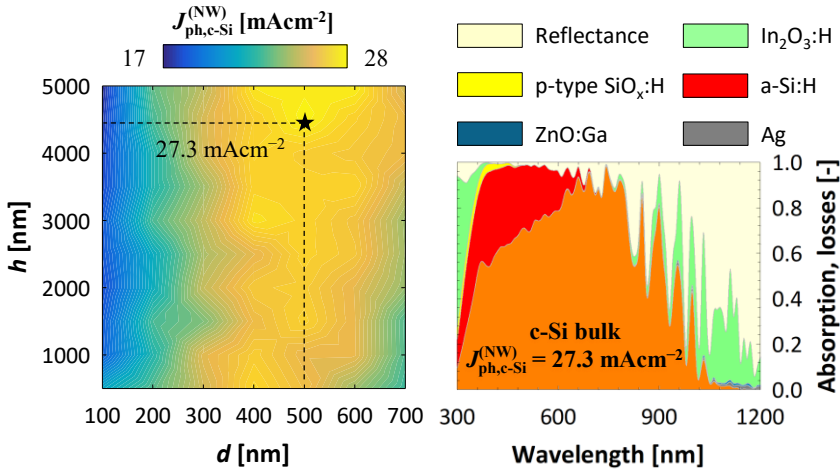 J_ph,c-Si^(NW) [mAcm⁻²]
17 28
5000
4000
3000
2000
1000
27.3 mAcm⁻²
h [nm]
100 200 300 400 500 600 700
d [nm]
Reflectance
In₂O₃:H
p-type SiOₓ:H
a-Si:H
ZnO:Ga
Ag
1.0
0.8
0.6
0.4
0.2
0.0
Absorption, losses [-]
c-Si bulk
J_ph,c-Si^(NW) = 27.3 mAcm⁻²
300 600 900 1200
Wavelength [nm]